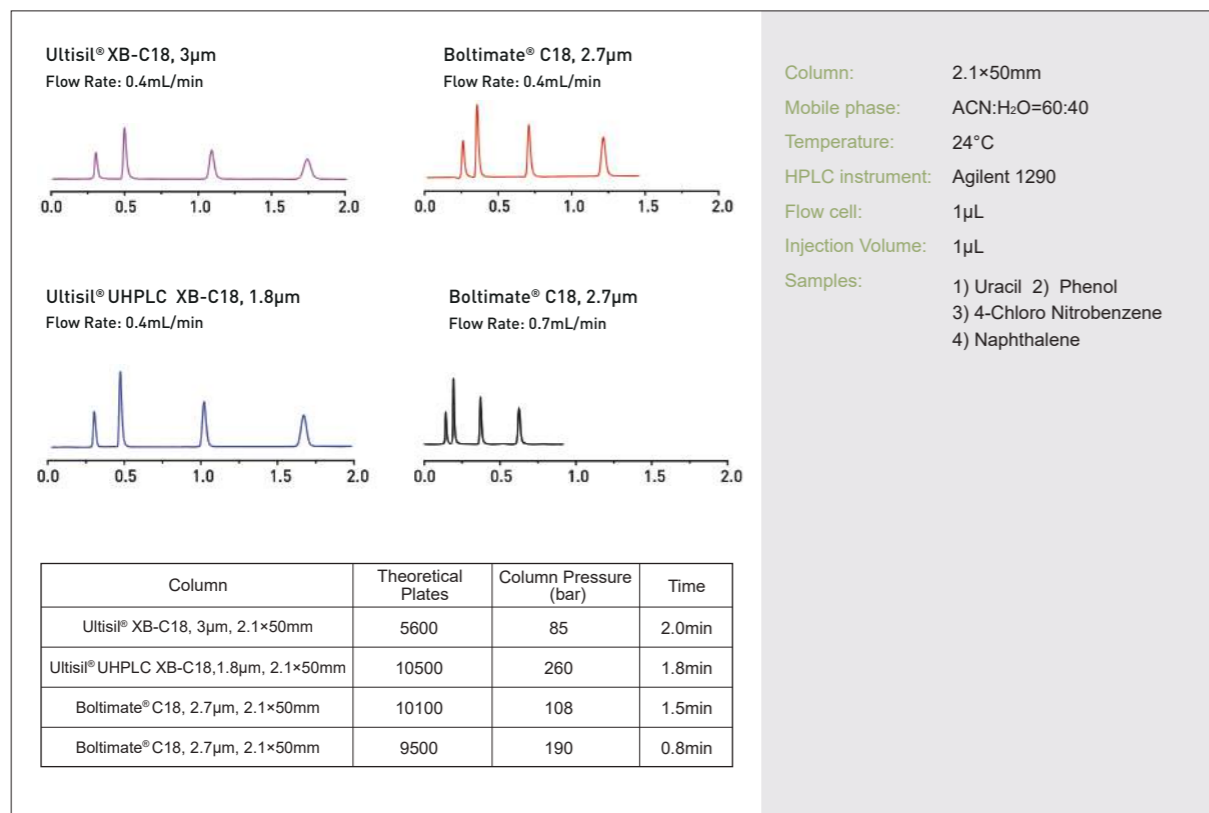 Ultisil® XB-C18, 3µm
Flow Rate: 0.4mL/min
0.0 0.5 1.0 1.5 2.0
Boltimate® C18, 2.7µm
Flow Rate: 0.4mL/min
0.0 0.5 1.0 1.5 2.0
Ultisil® UHPLC XB-C18, 1.8µm
Flow Rate: 0.4mL/min
0.0 0.5 1.0 1.5 2.0
Boltimate® C18, 2.7µm
Flow Rate: 0.7mL/min
0.0 0.5 1.0 1.5 2.0
Column Theoretical Plates Column Pressure (bar) Time
Ultisil® XB-C18, 3µm, 2.1×50mm 5600 85 2.0min
Ultisil® UHPLC XB-C18,1.8µm, 2.1×50mm 10500 260 1.8min
Boltimate® C18, 2.7µm, 2.1×50mm 10100 108 1.5min
Boltimate® C18, 2.7µm, 2.1×50mm 9500 190 0.8min
Column: 2.1×50mm
Mobile phase: ACN:H₂O=60:40
Temperature: 24°C
HPLC instrument: Agilent 1290
Flow cell: 1µL
Injection Volume: 1µL
Samples: 1) Uracil 2) Phenol
3) 4-Chloro Nitrobenzene
4) Naphthalene